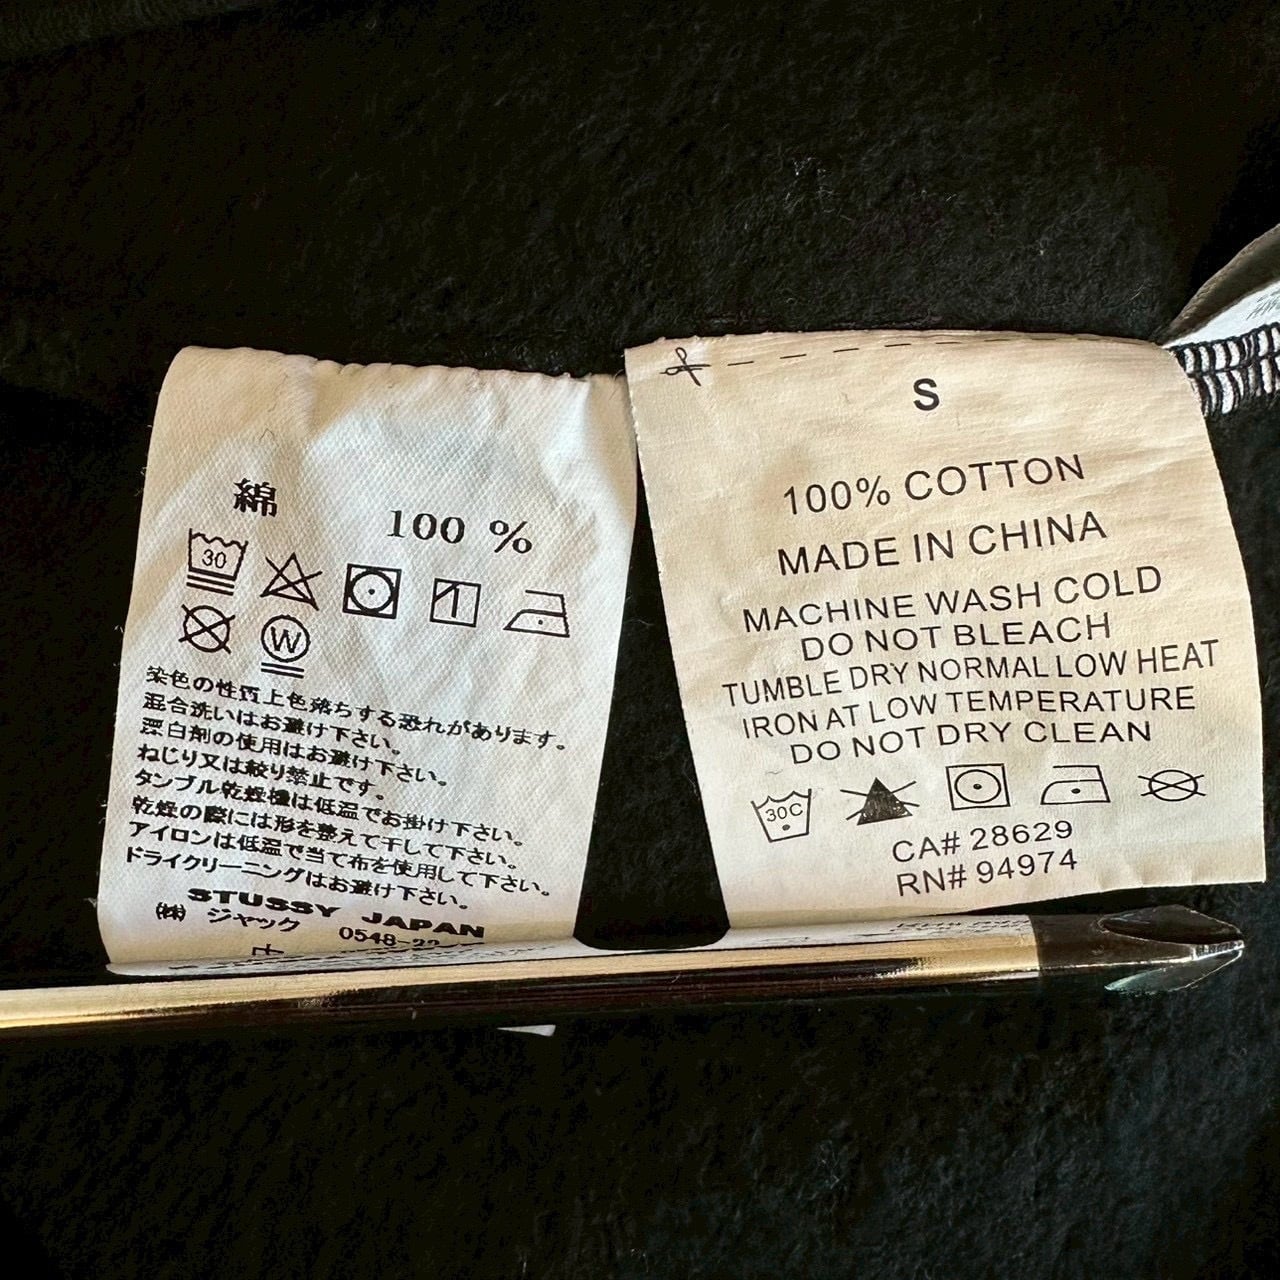 綿 100 %
30
W
染色の性質上色落ちする恐れがあります。
混合洗いはお避け下さい。
漂白剤の使用はお避け下さい。
ねじり又は絞り禁止です。
タンブル乾燥機は低温でお掛け下さい。
乾燥の際には形を整えて干して下さい。
アイロンは低温で当て布を使用して下さい。
ドライクリーニングはお避け下さい。
STUSSY JAPAN
(株) ジャック 0548-22
S
100% COTTON
MADE IN CHINA
MACHINE WASH COLD
DO NOT BLEACH
TUMBLE DRY NORMAL LOW HEAT
IRON AT LOW TEMPERATURE
DO NOT DRY CLEAN
30C
CA# 28629
RN# 94974